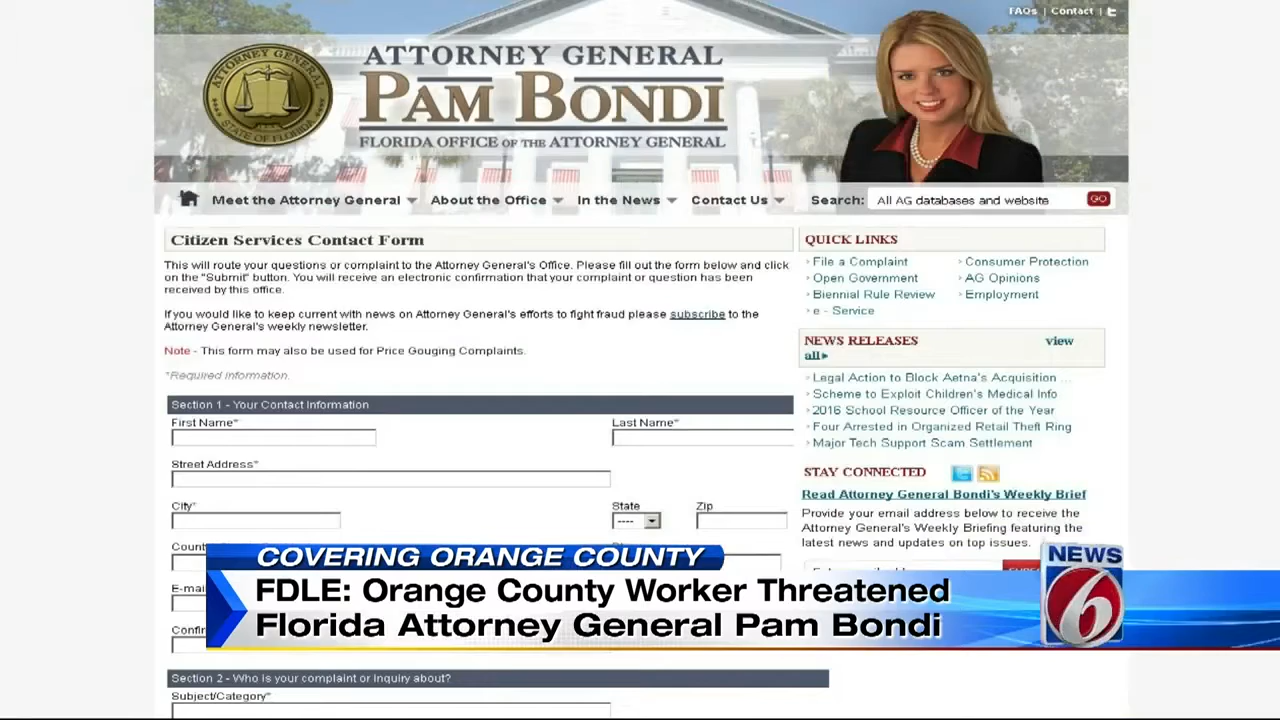 FAQs | Contact |
ATTORNEY GENERAL
STATE OF FLORIDA
ATTORNEY GENERAL
PAM BONDI
FLORIDA OFFICE OF THE ATTORNEY GENERAL
Meet the Attorney General About the Office In the News Contact Us Search: All AG databases and website GO
Citizen Services Contact Form
This will route your questions or complaint to the Attorney General's Office. Please fill out the form below and click
on the "Submit" button. You will receive an electronic confirmation that your complaint or question has been
received by this office.
If you would like to keep current with news on Attorney General's efforts to fight fraud please subscribe to the
Attorney General's weekly newsletter.
Note - This form may also be used for Price Gouging Complaints.
*Required information.
Section 1 - Your Contact Information
First Name* Last Name*
Street Address*
City* State Zip
----
Count
E-mai
Confir
Section 2 - Who is your complaint or inquiry about?
Subject/Category*
QUICK LINKS
File a Complaint Consumer Protection
Open Government AG Opinions
Biennial Rule Review Employment
e - Service
NEWS RELEASES view
all
Legal Action to Block Aetna's Acquisition ...
Scheme to Exploit Children's Medical Info
2016 School Resource Officer of the Year
Four Arrested in Organized Retail Theft Ring
Major Tech Support Scam Settlement
STAY CONNECTED
Read Attorney General Bondi's Weekly Brief
Provide your email address below to receive the
Attorney General's Weekly Briefing featuring the
latest news and updates on top issues.
COVERING ORANGE COUNTY
FDLE: Orange County Worker Threatened
Florida Attorney General Pam Bondi
NEWS
6